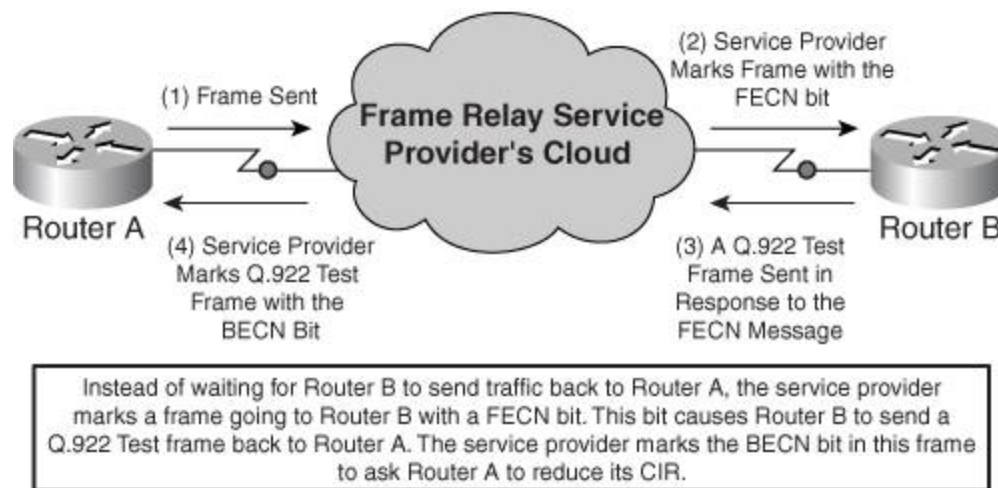 (1) Frame Sent
Frame Relay Service
Provider's Cloud
(2) Service Provider
Marks Frame with the
FECN bit
Router A
Router B
(4) Service Provider
Marks Q.922 Test
Frame with the
BECN Bit
(3) A Q.922 Test
Frame Sent in
Response to the
FECN Message
Instead of waiting for Router B to send traffic back to Router A, the service provider
marks a frame going to Router B with a FECN bit. This bit causes Router B to send a
Q.922 Test frame back to Router A. The service provider marks the BECN bit in this frame
to ask Router A to reduce its CIR.